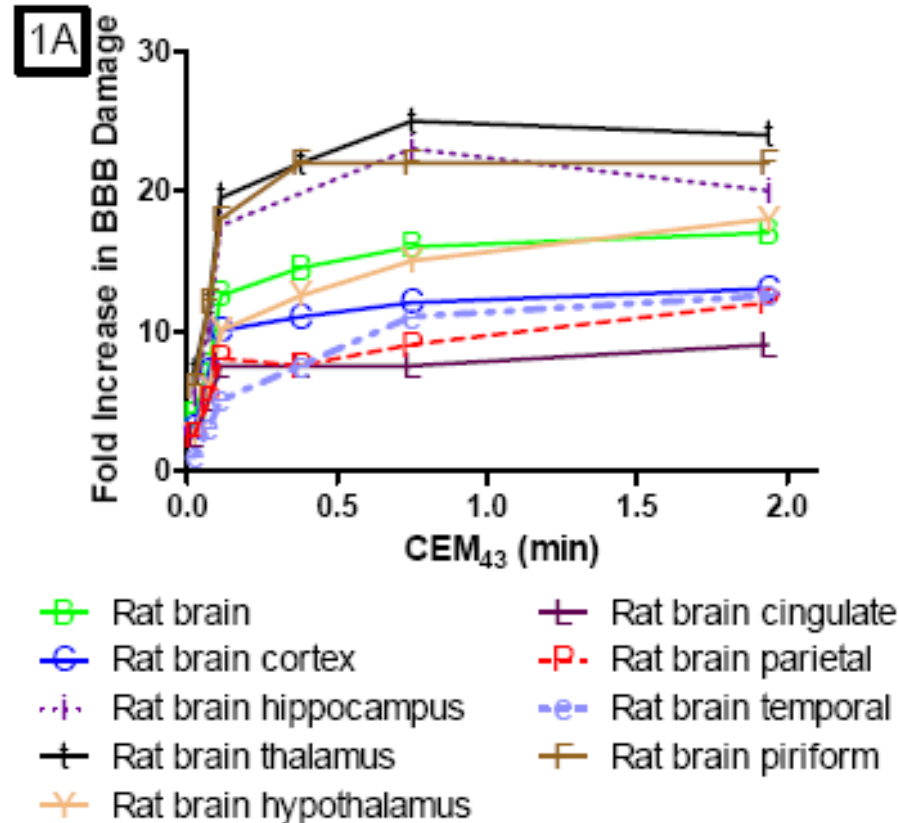 1A
Fold Increase in BBB Damage
30
20
10
0
0.0 0.5 1.0 1.5 2.0
CEM43 (min)
B Rat brain
C Rat brain cortex
i Rat brain hippocampus
t Rat brain thalamus
Y Rat brain hypothalamus
L Rat brain cingulate
P Rat brain parietal
e Rat brain temporal
F Rat brain piriform